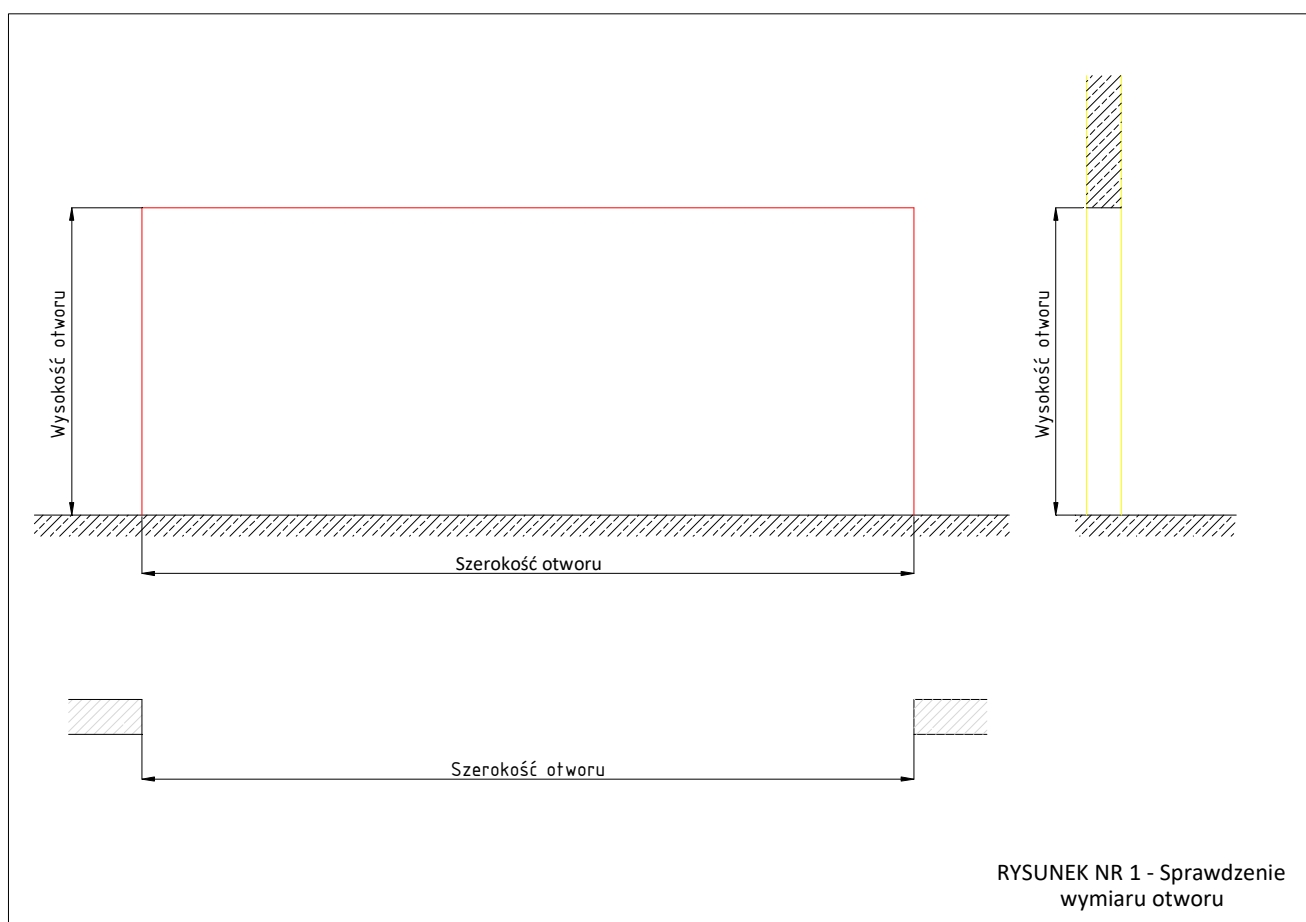 Wysokość otworu
Wysokość otworu
Szerokość otworu
Szerokość otworu
RYSUNEK NR 1 - Sprawdzenie
wymiaru otworu